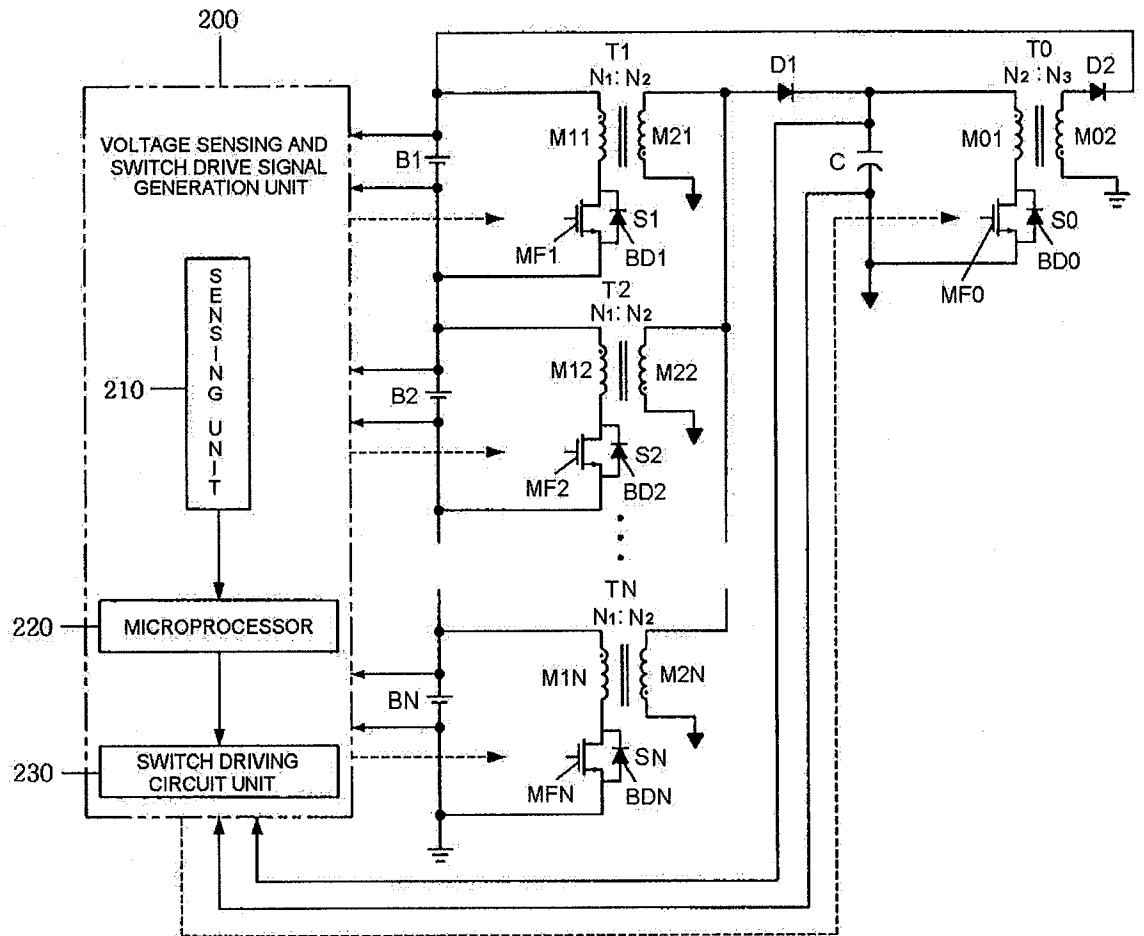 200
VOLTAGE SENSING AND
SWITCH DRIVE SIGNAL
GENERATION UNIT
SENSING UNIT
210
220
MICROPROCESSOR
230
SWITCH DRIVING
CIRCUIT UNIT
B1
T1
N1:N2
M11
M21
S1
MF1
BD1
D1
C
T0
N2:N3
D2
M01
M02
S0
BD0
MF0
T2
N1:N2
B2
M12
M22
S2
MF2
BD2
TN
N1:N2
BN
M1N
M2N
SN
MFN
BDN